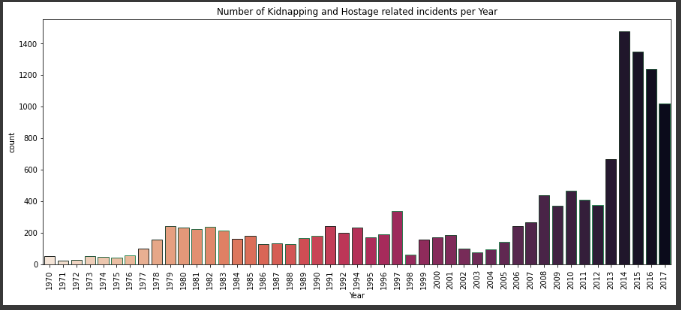 Number of Kidnapping and Hostage related incidents per Year
1400
1200
1000
800
600
400
200
0
count
1970 1971 1972 1973 1974 1975 1976 1977 1978 1979 1980 1981 1982 1983 1984 1985 1986 1987 1988 1989 1990 1991 1992 1994 1995 1996 1997 1998 1999 2000 2001 2002 2003 2004 2005 2006 2007 2008 2009 2010 2011 2012 2013 2014 2015 2016 2017
Year